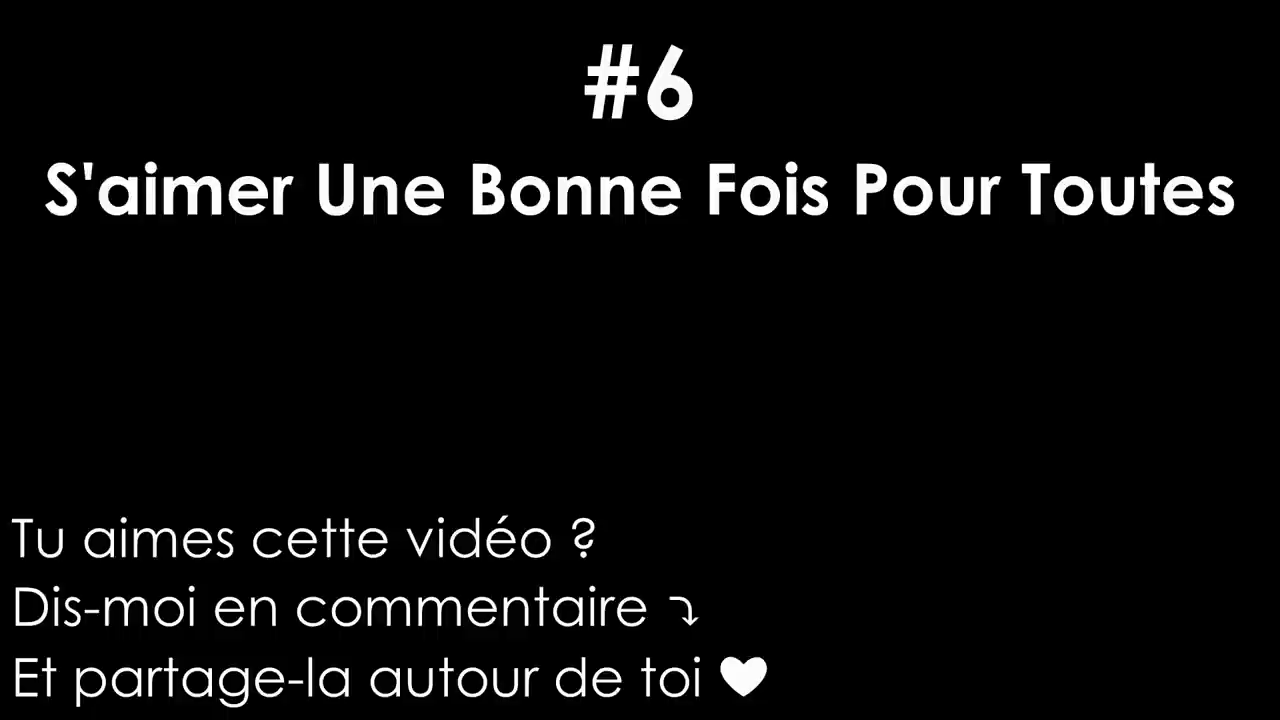 #6
S'aimer Une Bonne Fois Pour Toutes
Tu aimes cette vidéo ?
Dis-moi en commentaire ⤵
Et partage-la autour de toi ♥